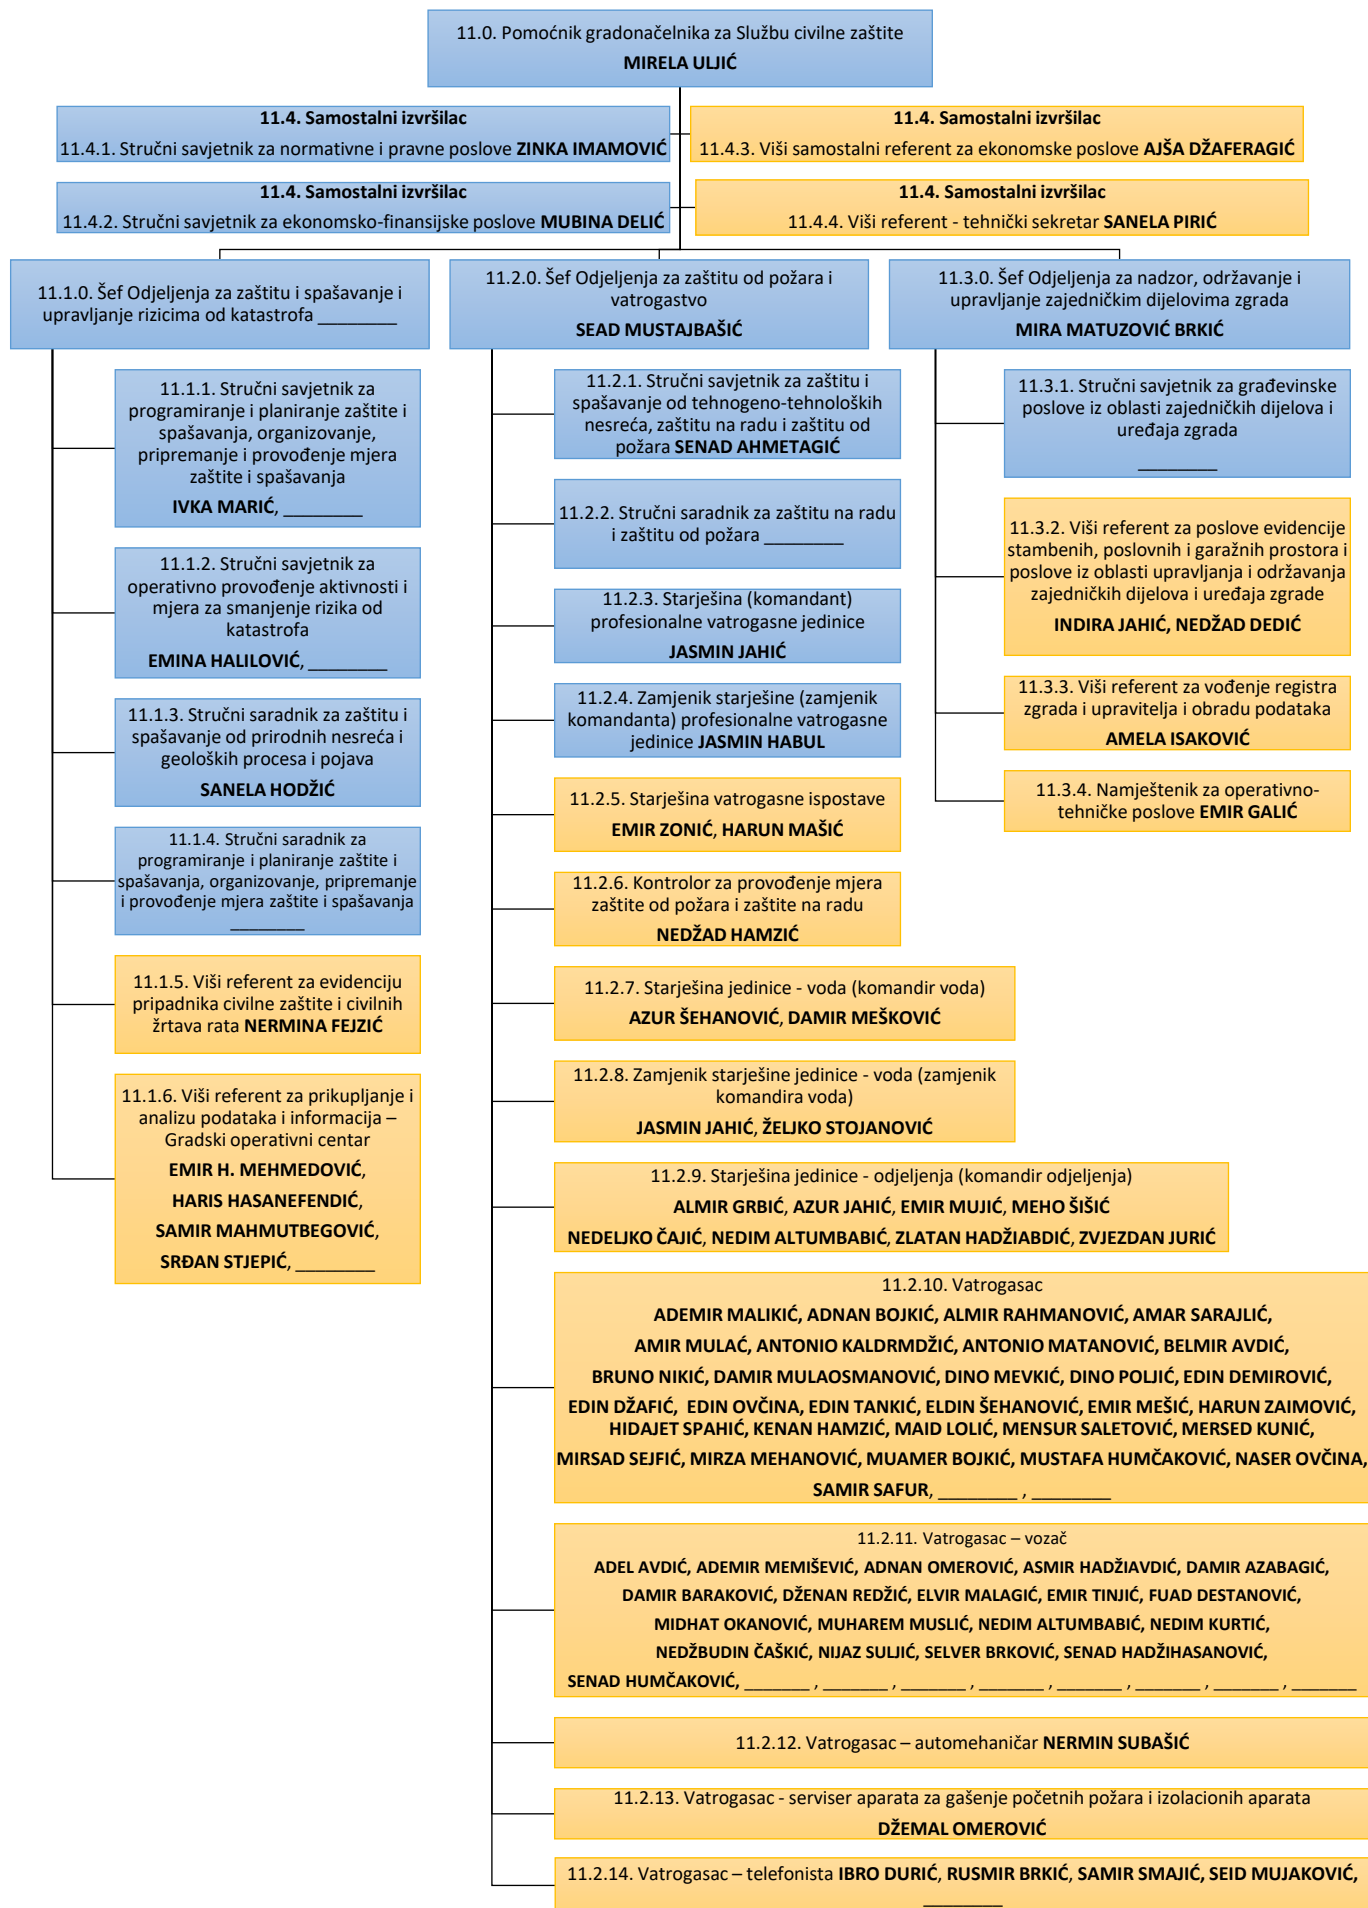 11.0. Pomoćnik gradonačelnika za Službu civilne zaštite
MIRELA ULJIĆ
11.4. Samostalni izvršilac
11.4.1. Stručni savjetnik za normativne i pravne poslove ZINKA IMAMOVIĆ
11.4. Samostalni izvršilac
11.4.3. Viši samostalni referent za ekonomske poslove AJŠA DŽAFERAGIĆ
11.4. Samostalni izvršilac
11.4.2. Stručni savjetnik za ekonomsko-finansijske poslove MUBINA DELIĆ
11.4. Samostalni izvršilac
11.4.4. Viši referent - tehnički sekretar SANELA PIRIĆ
11.1.0. Šef Odjeljenja za zaštitu i spašavanje i
upravljanje rizicima od katastrofa ________
11.1.1. Stručni savjetnik za
programiranje i planiranje zaštite i
spašavanja, organizovanje,
pripremanje i provođenje mjera
zaštite i spašavanja
IVKA MARIĆ, ________
11.1.2. Stručni savjetnik za
operativno provođenje aktivnosti i
mjera za smanjenje rizika od
katastrofa
EMINA HALILOVIĆ, ________
11.1.3. Stručni saradnik za zaštitu i
spašavanje od prirodnih nesreća i
geoloških procesa i pojava
SANELA HODŽIĆ
11.1.4. Stručni saradnik za
programiranje i planiranje zaštite i
spašavanja, organizovanje, pripremanje
i provođenje mjera zaštite i spašavanja
________
11.1.5. Viši referent za evidenciju
pripadnika civilne zaštite i civilnih
žrtava rata NERMINA FEJZIĆ
11.1.6. Viši referent za prikupljanje i
analizu podataka i informacija –
Gradski operativni centar
EMIR H. MEHMEDOVIĆ,
HARIS HASANEFENDIĆ,
SAMIR MAHMUTBEGOVIĆ,
SRĐAN STJEPIĆ, ________
11.2.0. Šef Odjeljenja za zaštitu od požara i
vatrogastvo
SEAD MUSTAJBAŠIĆ
11.2.1. Stručni savjetnik za zaštitu i
spašavanje od tehnogeno-tehnoloških
nesreća, zaštitu na radu i zaštitu od
požara SENAD AHMETAGIĆ
11.2.2. Stručni saradnik za zaštitu na radu
i zaštitu od požara ________
11.2.3. Starješina (komandant)
profesionalne vatrogasne jedinice
JASMIN JAHIĆ
11.2.4. Zamjenik starješine (zamjenik
komandanta) profesionalne vatrogasne
jedinice JASMIN HABUL
11.2.5. Starješina vatrogasne ispostave
EMIR ZONIĆ, HARUN MAŠIĆ
11.2.6. Kontrolor za provođenje mjera
zaštite od požara i zaštite na radu
NEDŽAD HAMZIĆ
11.2.7. Starješina jedinice - voda (komandir voda)
AZUR ŠEHANOVIĆ, DAMIR MEŠKOVIĆ
11.2.8. Zamjenik starješine jedinice - voda (zamjenik
komandira voda)
JASMIN JAHIĆ, ŽELJKO STOJANOVIĆ
11.2.9. Starješina jedinice - odjeljenja (komandir odjeljenja)
ALMIR GRBIĆ, AZUR JAHIĆ, EMIR MUJIĆ, MEHO ŠIŠIĆ
NEDELJKO ČAJIĆ, NEDIM ALTUMBABIĆ, ZLATAN HADŽIABDIĆ, ZVJEZDAN JURIĆ
11.2.10. Vatrogasac
ADEMIR MALIKIĆ, ADNAN BOJKIĆ, ALMIR RAHMANOVIĆ, AMAR SARAJLIĆ,
AMIR MULAĆ, ANTONIO KALDRMDŽIĆ, ANTONIO MATANOVIĆ, BELMIR AVDIĆ,
BRUNO NIKIĆ, DAMIR MULAOSMANOVIĆ, DINO MEVKIĆ, DINO POLJIĆ, EDIN DEMIROVIĆ,
EDIN DŽAFIĆ, EDIN OVČINA, EDIN TANKIĆ, ELDIN ŠEHANOVIĆ, EMIR MEŠIĆ, HARUN ZAIMOVIĆ,
HIDAJET SPAHIĆ, KENAN HAMZIĆ, MAID LOLIĆ, MENSUR SALETOVIĆ, MERSED KUNIĆ,
MIRSAD SEJFIĆ, MIRZA MEHANOVIĆ, MUAMER BOJKIĆ, MUSTAFA HUMČAKOVIĆ, NASER OVČINA,
SAMIR SAFUR, ________ , ________
11.2.11. Vatrogasac – vozač
ADEL AVDIĆ, ADEMIR MEMIŠEVIĆ, ADNAN OMEROVIĆ, ASMIR HADŽIAVDIĆ, DAMIR AZABAGIĆ,
DAMIR BARAKOVIĆ, DŽENAN REDŽIĆ, ELVIR MALAGIĆ, EMIR TINJIĆ, FUAD DESTANOVIĆ,
MIDHAT OKANOVIĆ, MUHAREM MUSLIĆ, NEDIM ALTUMBABIĆ, NEDIM KURTIĆ,
NEDŽBUDIN ČAŠKIĆ, NIJAZ SULJIĆ, SELVER BRKOVIĆ, SENAD HADŽIHASANOVIĆ,
SENAD HUMČAKOVIĆ, _______ , _______ , _______ , _______ , _______ , _______ , _______ , _______
11.2.12. Vatrogasac – automehaničar NERMIN SUBAŠIĆ
11.2.13. Vatrogasac - serviser aparata za gašenje početnih požara i izolacionih aparata
DŽEMAL OMEROVIĆ
11.2.14. Vatrogasac – telefonista IBRO DURIĆ, RUSMIR BRKIĆ, SAMIR SMAJIĆ, SEID MUJAKOVIĆ,
________
11.3.0. Šef Odjeljenja za nadzor, održavanje i
upravljanje zajedničkim dijelovima zgrada
MIRA MATUZOVIĆ BRKIĆ
11.3.1. Stručni savjetnik za građevinske
poslove iz oblasti zajedničkih dijelova i
uređaja zgrada
________
11.3.2. Viši referent za poslove evidencije
stambenih, poslovnih i garažnih prostora i
poslove iz oblasti upravljanja i održavanja
zajedničkih dijelova i uređaja zgrade
INDIRA JAHIĆ, NEDŽAD DEDIĆ
11.3.3. Viši referent za vođenje registra
zgrada i upravitelja i obradu podataka
AMELA ISAKOVIĆ
11.3.4. Namještenik za operativno-
tehničke poslove EMIR GALIĆ